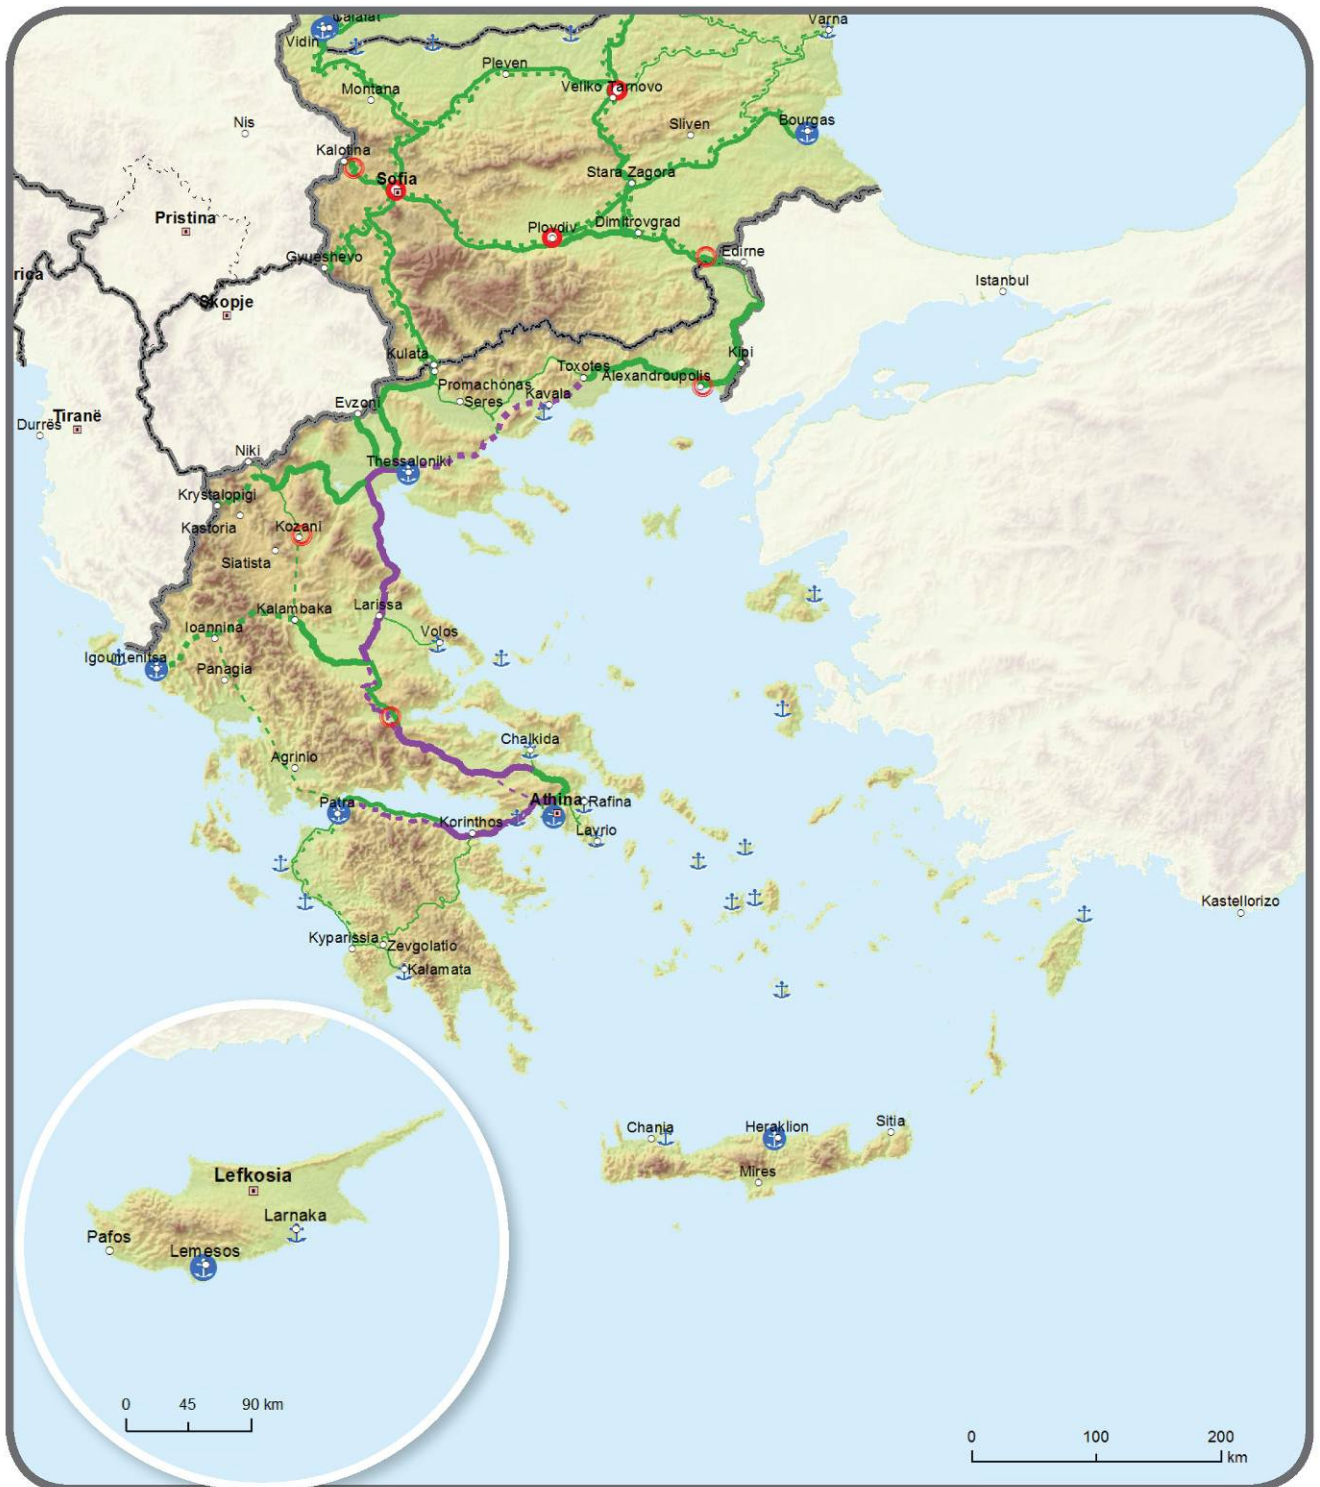 Calafat
Varna
Vidin
Pleven
Veliko Tarnovo
Montana
Nis
Sliven
Bourgas
Kalotina
Sofia
Stara Zagora
Pristina
Plovdiv
Dimitrovgrad
Gyueshevo
Edirne
rica
Istanbul
Skopje
Kulata
Kipi
Toxotes
Alexandroupolis
Promachónas
Seres
Kavala
Evzoni
Tiranë
Durrës
Niki
Thessaloniki
Krystalopigi
Kastoria
Kozani
Siatista
Kalambaka
Larissa
Ioannina
Volos
Igoumenitsa
Panagia
Chalkida
Agrinio
Patra
Athina
Rafina
Korinthos
Lavrio
Kastellorizo
Kyparissia
Zevgolatio
Kalamata
Chania
Heraklion
Sitia
Mires
Lefkosia
Larnaka
Pafos
Lemesos
0 45 90 km
0 100 200
km